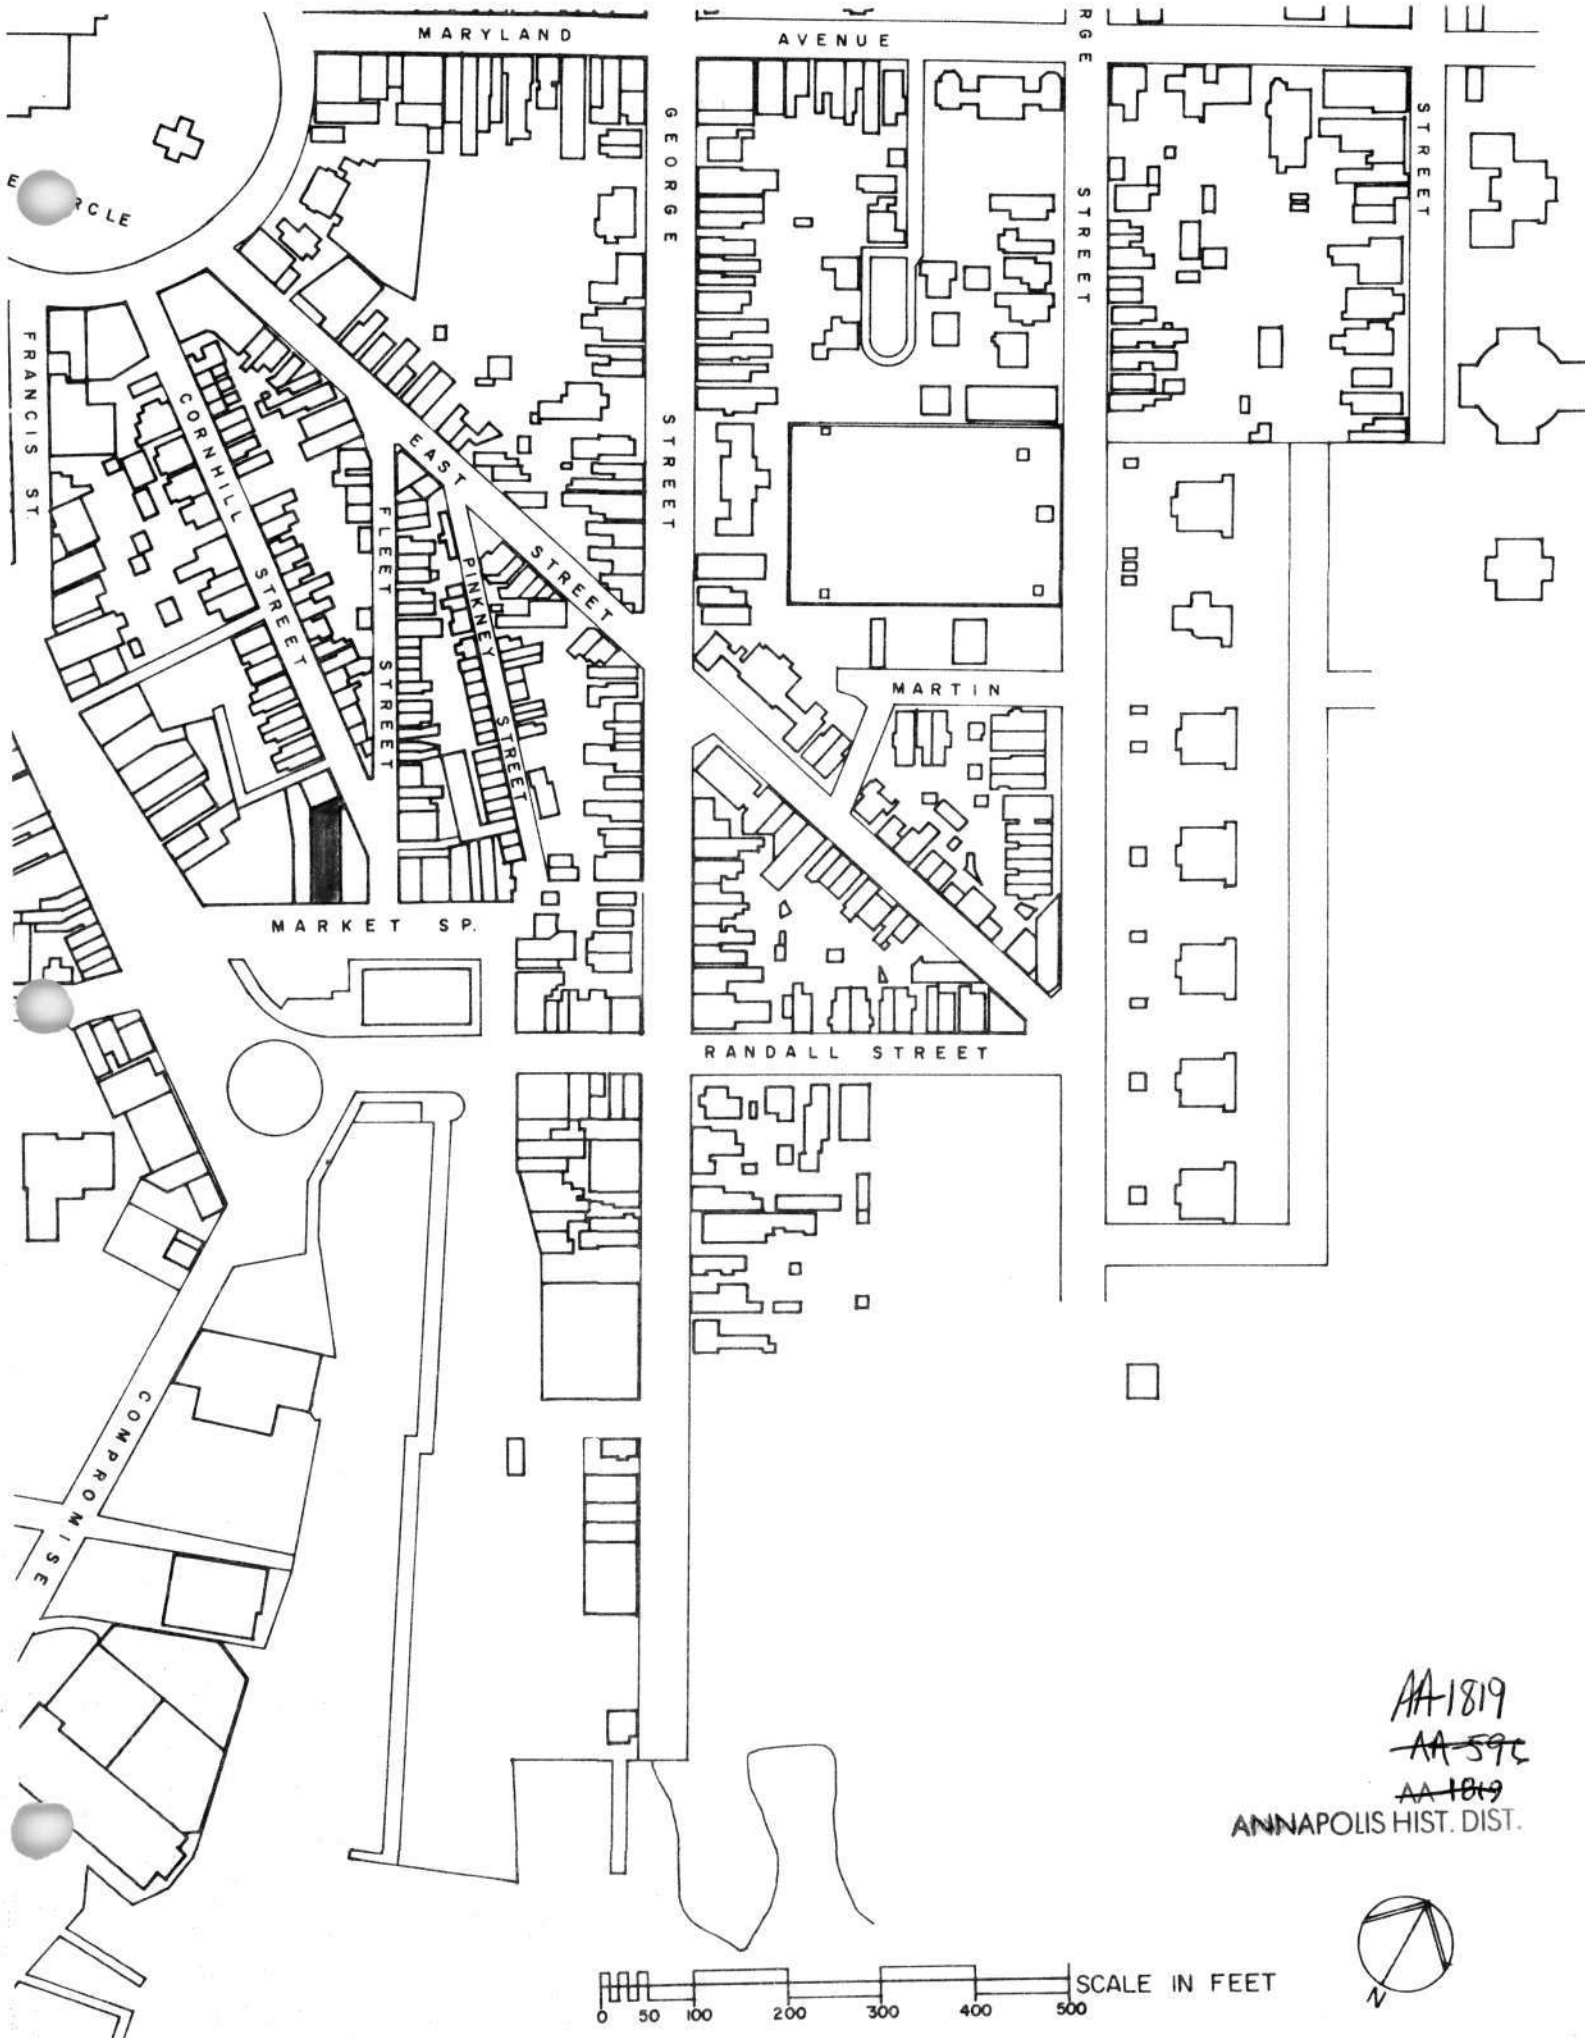 MARYLAND AVENUE
RGE
STREET
GEORGE
STREET
STREET
E RCLE
FRANCIS ST.
CORNHILL
STREET
EAST
STREET
FLEET
STREET
PINKNEY
STREET
MARTIN
MARKET SP.
RANDALL STREET
COMPROMISE
AA-1819
AA 1819
ANNAPOLIS HIST. DIST.
N
SCALE IN FEET
0 50 100 200 300 400 500